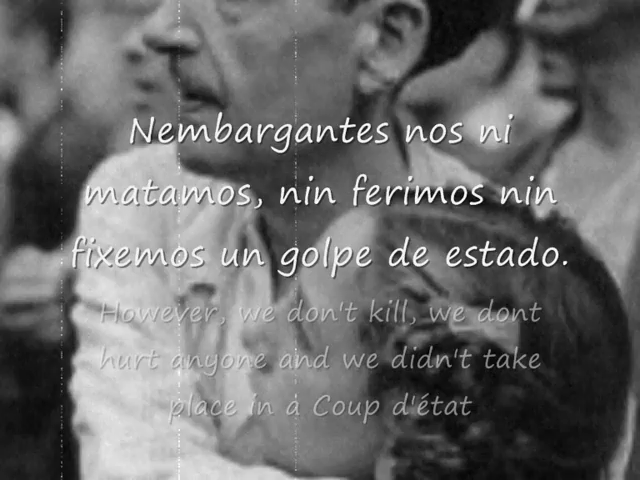 Nembargantes nos ni
matamos, nin ferimos nin
fixemos un golpe de estado.
However, we don't kill, we dont
hurt anyone and we didn't take
place in a Coup d'état